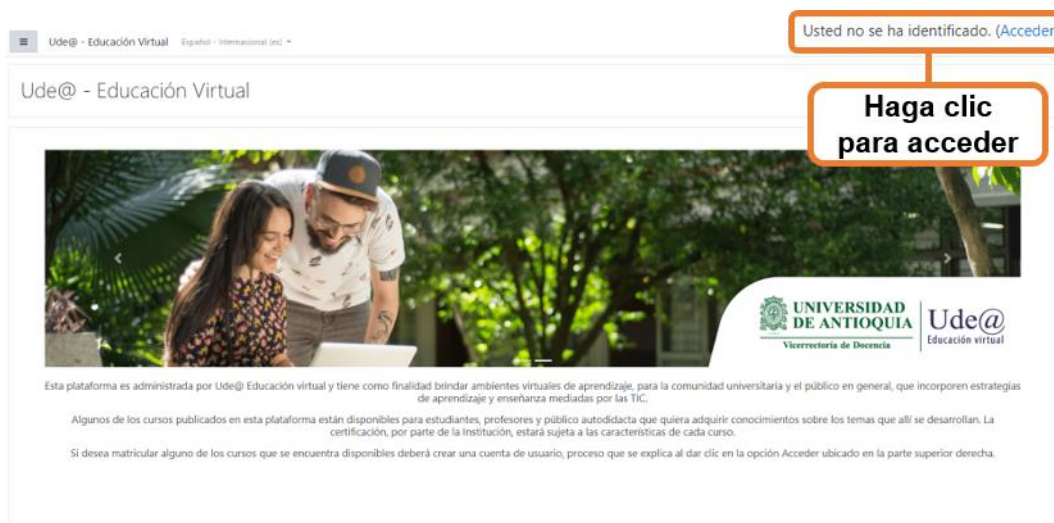 Ude@ - Educación Virtual Español - Internacional (es)
Usted no se ha identificado. (Acceder
Haga clic
para acceder
Ude@ - Educación Virtual
UNIVERSIDAD
DE ANTIOQUIA
Vicerrectoría de Docencia
Ude@
Educación virtual
Esta plataforma es administrada por Ude@ Educación virtual y tiene como finalidad brindar ambientes virtuales de aprendizaje, para la comunidad universitaria y el público en general, que incorporen estrategias
de aprendizaje y enseñanza mediadas por las TIC.
Algunos de los cursos publicados en esta plataforma están disponibles para estudiantes, profesores y público autodidacta que quiera adquirir conocimientos sobre los temas que allí se desarrollan. La
certificación, por parte de la Institución, estará sujeta a las características de cada curso.
Si desea matricular alguno de los cursos que se encuentra disponibles deberá crear una cuenta de usuario, proceso que se explica al dar clic en la opción Acceder ubicado en la parte superior derecha.